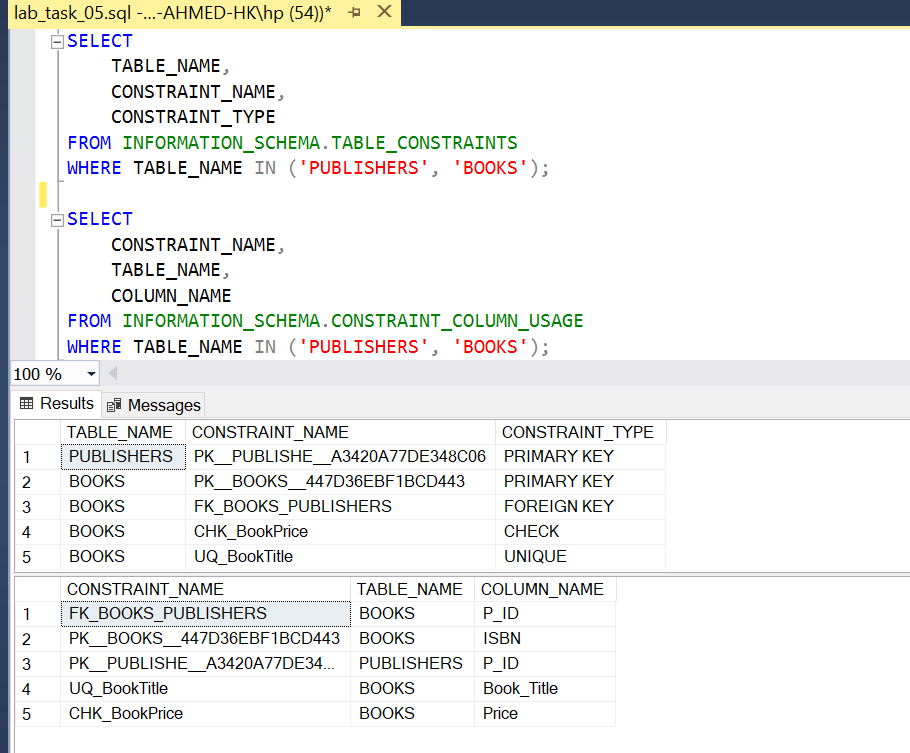 lab_task_05.sql -...-AHMED-HK\hp (54))*
SELECT
TABLE_NAME,
CONSTRAINT_NAME,
CONSTRAINT_TYPE
FROM INFORMATION_SCHEMA.TABLE_CONSTRAINTS
WHERE TABLE_NAME IN ('PUBLISHERS', 'BOOKS');
SELECT
CONSTRAINT_NAME,
TABLE_NAME,
COLUMN_NAME
FROM INFORMATION_SCHEMA.CONSTRAINT_COLUMN_USAGE
WHERE TABLE_NAME IN ('PUBLISHERS', 'BOOKS');
100 %
Results Messages
TABLE_NAME CONSTRAINT_NAME CONSTRAINT_TYPE
1 PUBLISHERS PK__PUBLISHE__A3420A77DE348C06 PRIMARY KEY
2 BOOKS PK__BOOKS__447D36EBF1BCD443 PRIMARY KEY
3 BOOKS FK_BOOKS_PUBLISHERS FOREIGN KEY
4 BOOKS CHK_BookPrice CHECK
5 BOOKS UQ_BookTitle UNIQUE
CONSTRAINT_NAME TABLE_NAME COLUMN_NAME
1 FK_BOOKS_PUBLISHERS BOOKS P_ID
2 PK__BOOKS__447D36EBF1BCD443 BOOKS ISBN
3 PK__PUBLISHE__A3420A77DE34... PUBLISHERS P_ID
4 UQ_BookTitle BOOKS Book_Title
5 CHK_BookPrice BOOKS Price